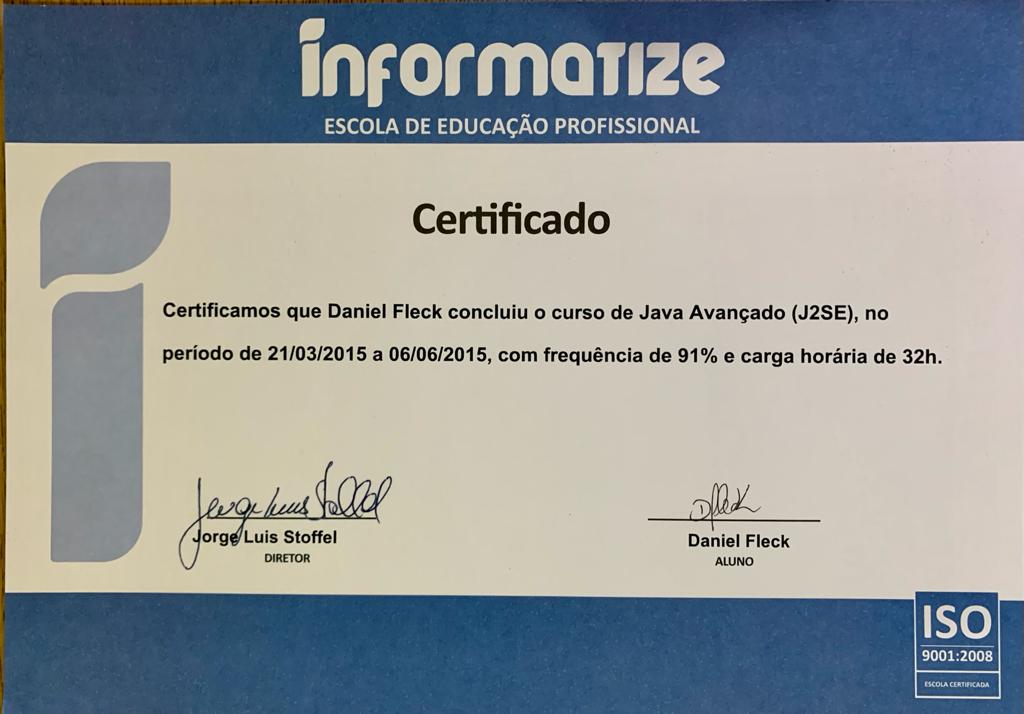 informatize
ESCOLA DE EDUCAÇÃO PROFISSIONAL
Certificado
Certificamos que Daniel Fleck concluiu o curso de Java Avançado (J2SE), no
período de 21/03/2015 a 06/06/2015, com frequência de 91% e carga horária de 32h.
Jorge Luis Stoffel
Jorge Luis Stoffel
DIRETOR
DFleck
Daniel Fleck
ALUNO
ISO
9001:2008
ESCOLA CERTIFICADA